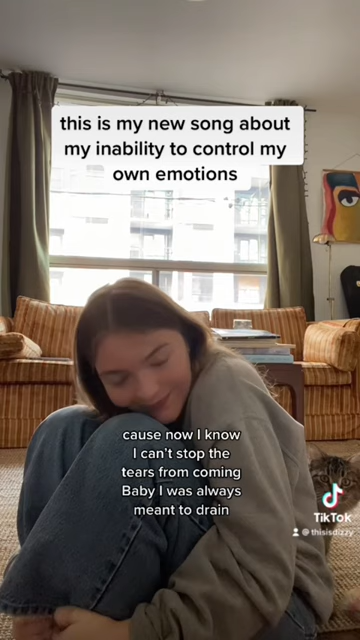 this is my new song about
my inability to control my
own emotions
cause now I know
I can't stop the
tears from coming
Baby I was always
meant to drain
TikTok
@ thisisdizzy